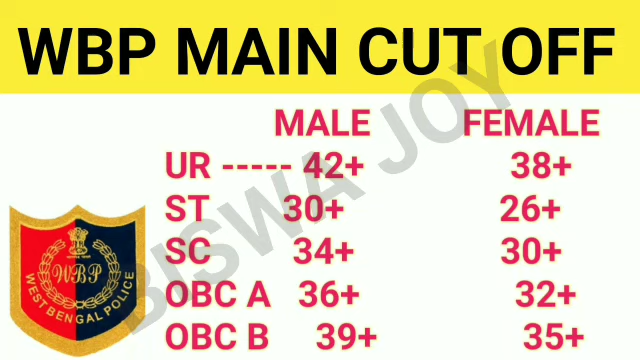 WBP MAIN CUT OFF
MALE FEMALE
UR ----- 42+ 38+
ST 30+ 26+
SC 34+ 30+
OBC A 36+ 32+
OBC B 39+ 35+
BISWA JOY
WBP
WEST BENGAL POLICE